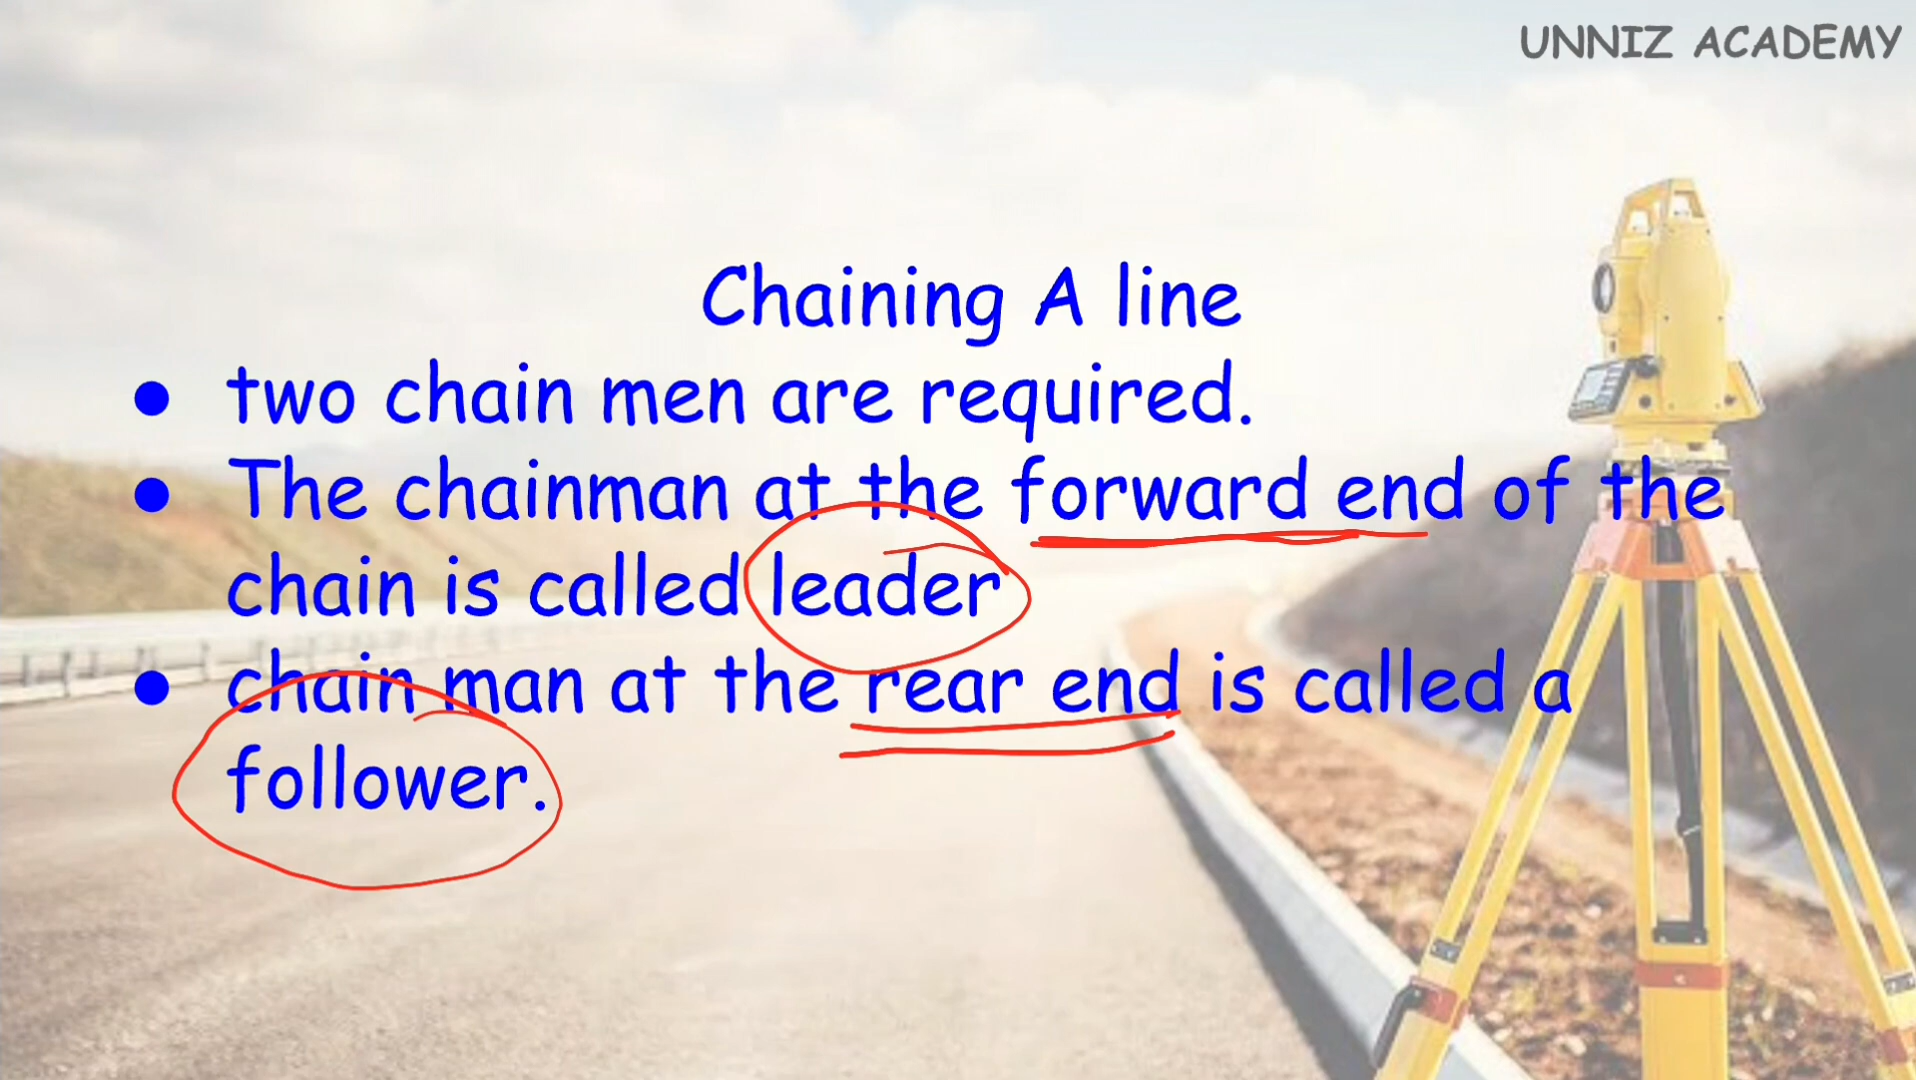 UNNIZ ACADEMY
Chaining A line
● two chain men are required.
● The chainman at the forward end of the
chain is called leader
● chain man at the rear end is called a
follower.